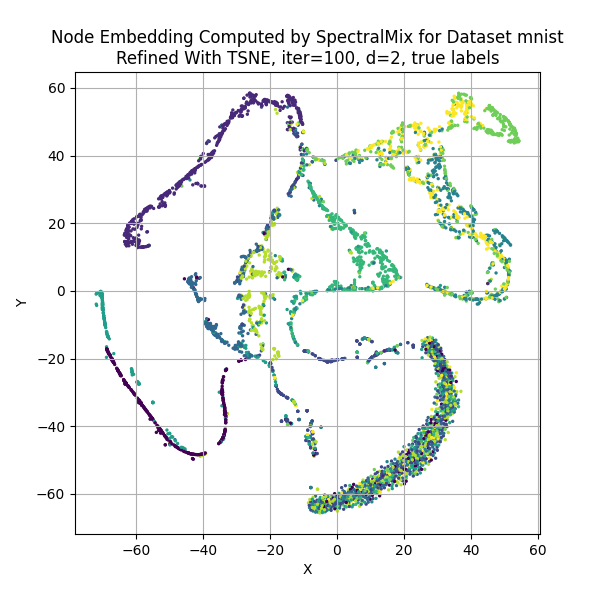 Node Embedding Computed by SpectralMix for Dataset mnist
Refined With TSNE, iter=100, d=2, true labels
60
40
20
0
−20
−40
−60
Y
−60 −40 −20 0 20 40 60
X